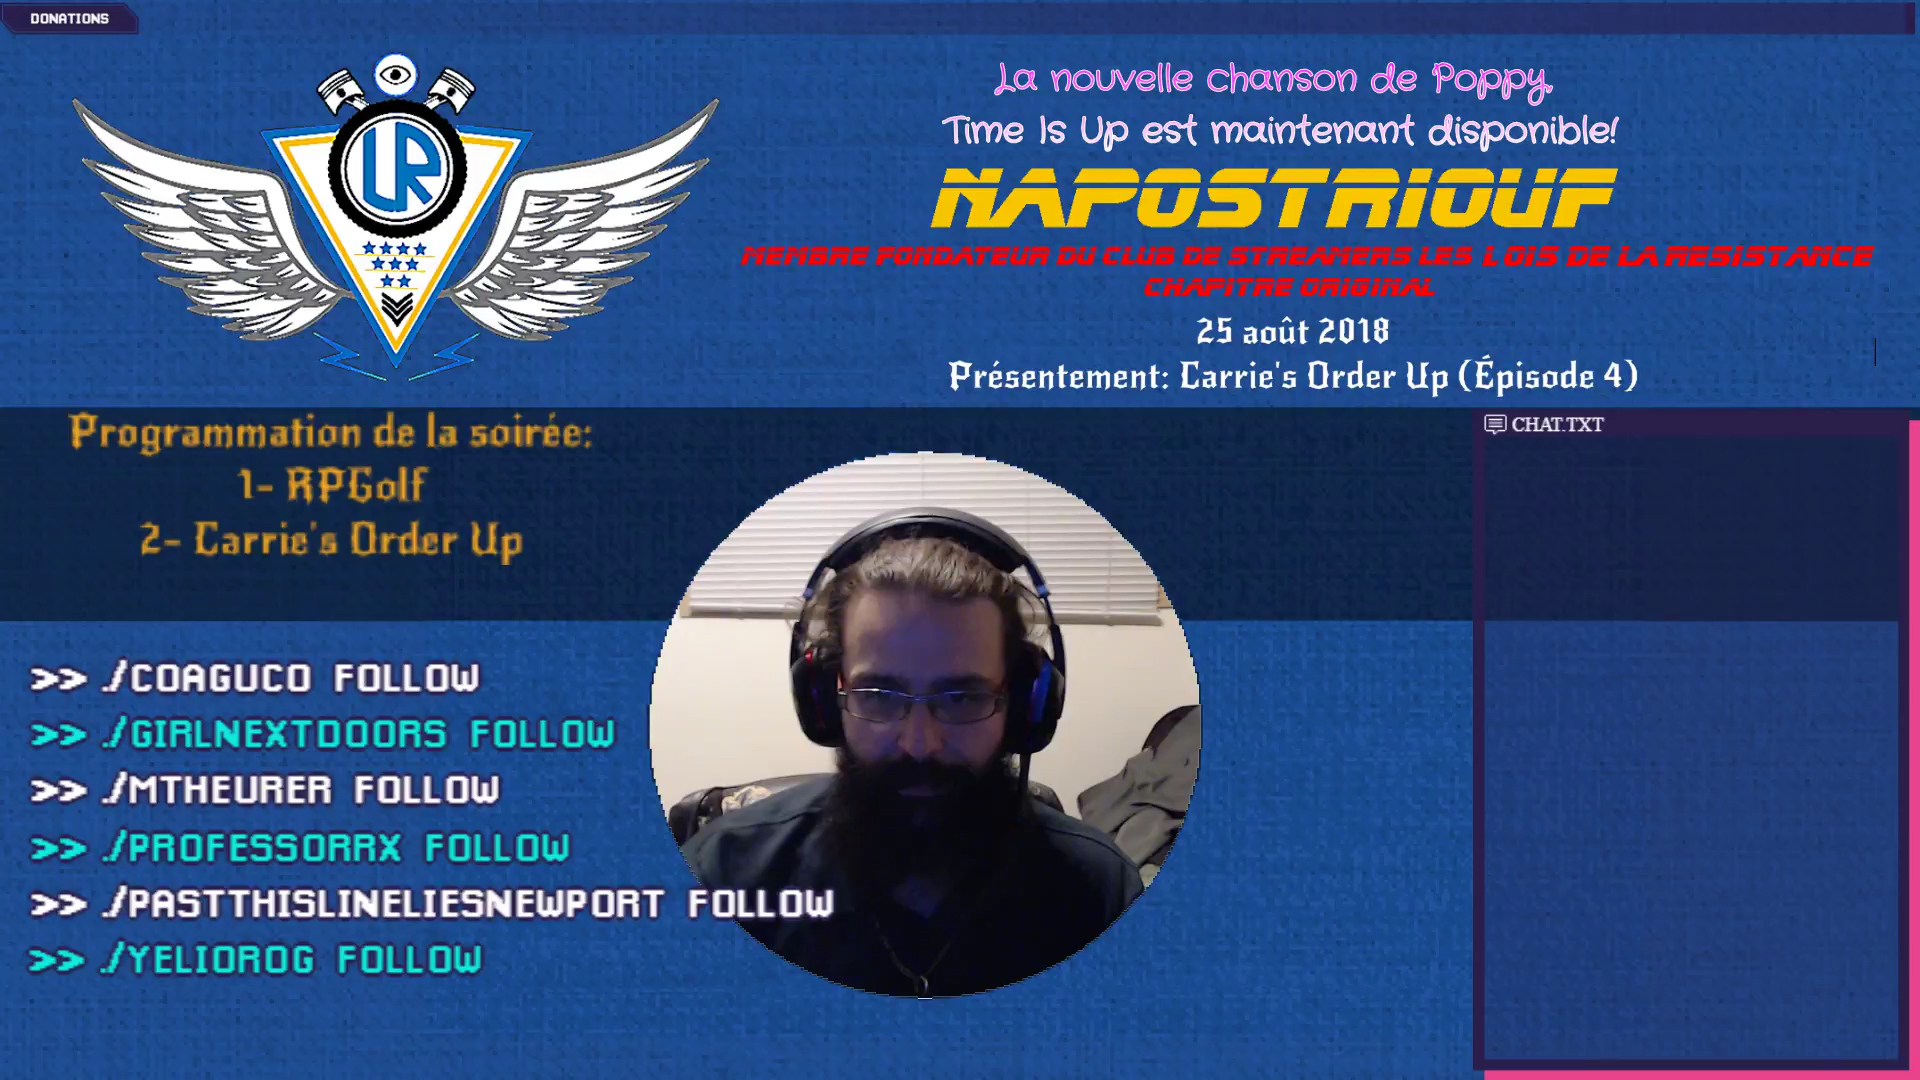 DONATIONS
LR
La nouvelle chanson de Poppy,
Time Is Up est maintenant disponible!
NAPOSTRIOUF
MEMBRE FONDATEUR DU CLUB DE STREAMERS LES LOIS DE LA RESISTANCE
CHAPITRE ORIGINAL
25 août 2018
Présentement: Carrie's Order Up (Épisode 4)
Programmation de la soirée:
1- RPGolf
2- Carrie's Order Up
CHAT.TXT
>> ./COAGUCO FOLLOW
>> ./GIRLNEXTDOORS FOLLOW
>> ./MTHEURER FOLLOW
>> ./PROFESSORRX FOLLOW
>> ./PASTTHISLINELIESNEWPORT FOLLOW
>> ./YELIOROG FOLLOW